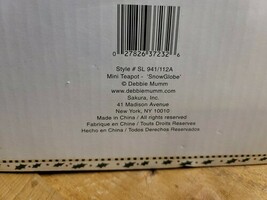 0 27826 37232 6
Style # SL 941/112A
Mini Teapot - 'SnowGlobe'
© Debbie Mumm
www.debbiemumm.com
Sakura, Inc.
41 Madison Avenue
New York, NY 10010
Made in China / All rights reserved
Fabrique en China / Touts Droits Reserves
Hecho en China / Todos Derechos Reservados